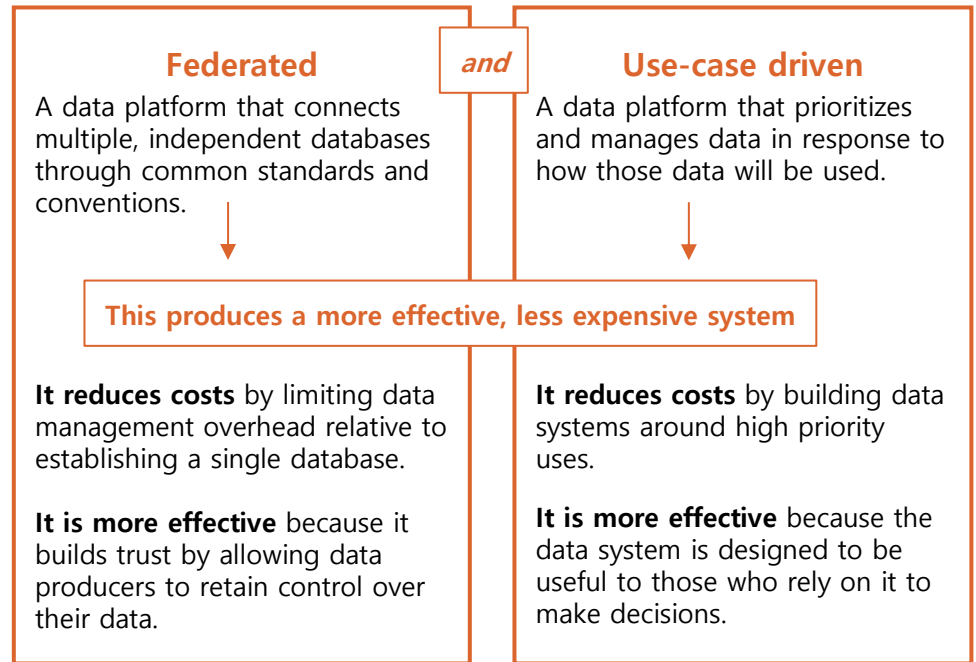 Federated
and
Use-case driven
A data platform that connects
multiple, independent databases
through common standards and
conventions.
A data platform that prioritizes
and manages data in response to
how those data will be used.
This produces a more effective, less expensive system
It reduces costs by limiting data
management overhead relative to
establishing a single database.
It is more effective because it
builds trust by allowing data
producers to retain control over
their data.
It reduces costs by building data
systems around high priority
uses.
It is more effective because the
data system is designed to be
useful to those who rely on it to
make decisions.